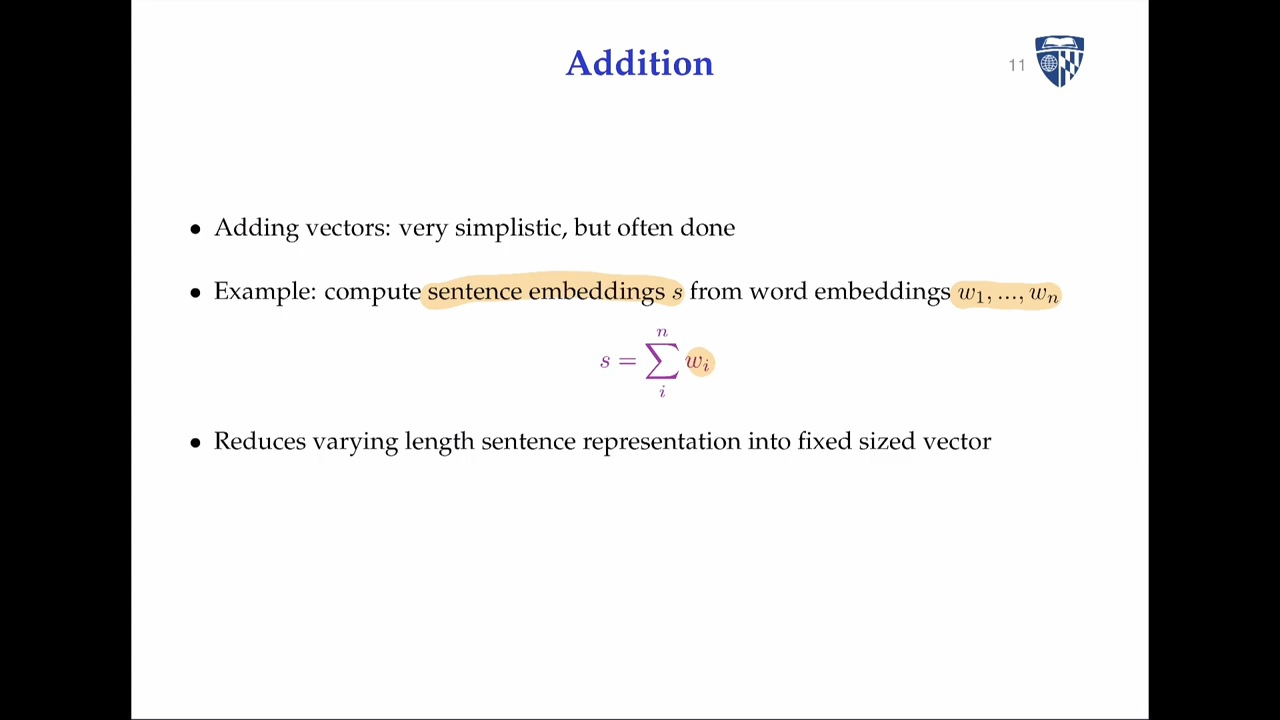 Addition
11
• Adding vectors: very simplistic, but often done
• Example: compute sentence embeddings s from word embeddings w₁, ..., wₙ
s = ∑ᵢⁿ wᵢ
• Reduces varying length sentence representation into fixed sized vector